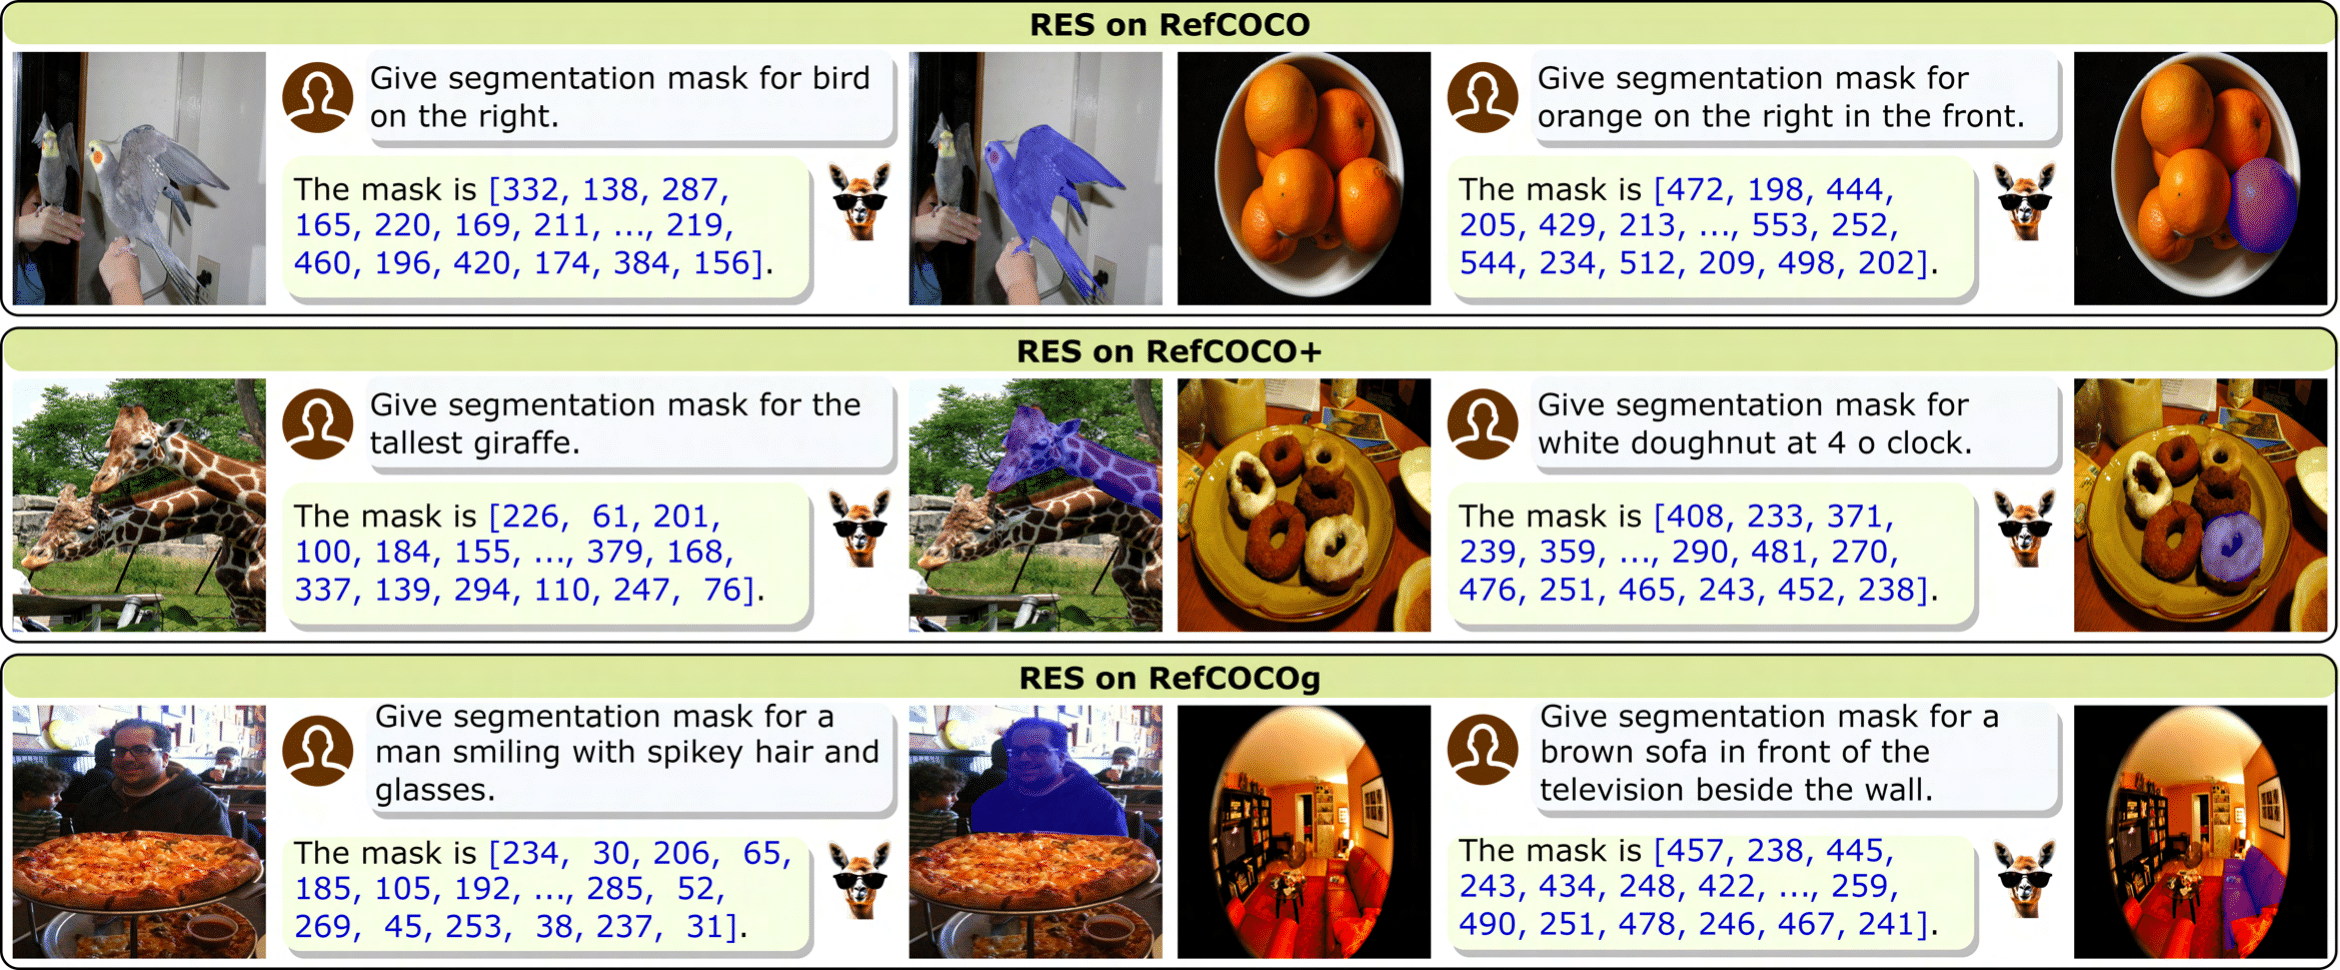 RES on RefCOCO
Give segmentation mask for bird
on the right.
The mask is [332, 138, 287,
165, 220, 169, 211, ..., 219,
460, 196, 420, 174, 384, 156].
Give segmentation mask for
orange on the right in the front.
The mask is [472, 198, 444,
205, 429, 213, ..., 553, 252,
544, 234, 512, 209, 498, 202].
RES on RefCOCO+
Give segmentation mask for the
tallest giraffe.
The mask is [226, 61, 201,
100, 184, 155, ..., 379, 168,
337, 139, 294, 110, 247, 76].
Give segmentation mask for
white doughnut at 4 o clock.
The mask is [408, 233, 371,
239, 359, ..., 290, 481, 270,
476, 251, 465, 243, 452, 238].
RES on RefCOCOg
Give segmentation mask for a
man smiling with spikey hair and
glasses.
The mask is [234, 30, 206, 65,
185, 105, 192, ..., 285, 52,
269, 45, 253, 38, 237, 31].
Give segmentation mask for a
brown sofa in front of the
television beside the wall.
The mask is [457, 238, 445,
243, 434, 248, 422, ..., 259,
490, 251, 478, 246, 467, 241].